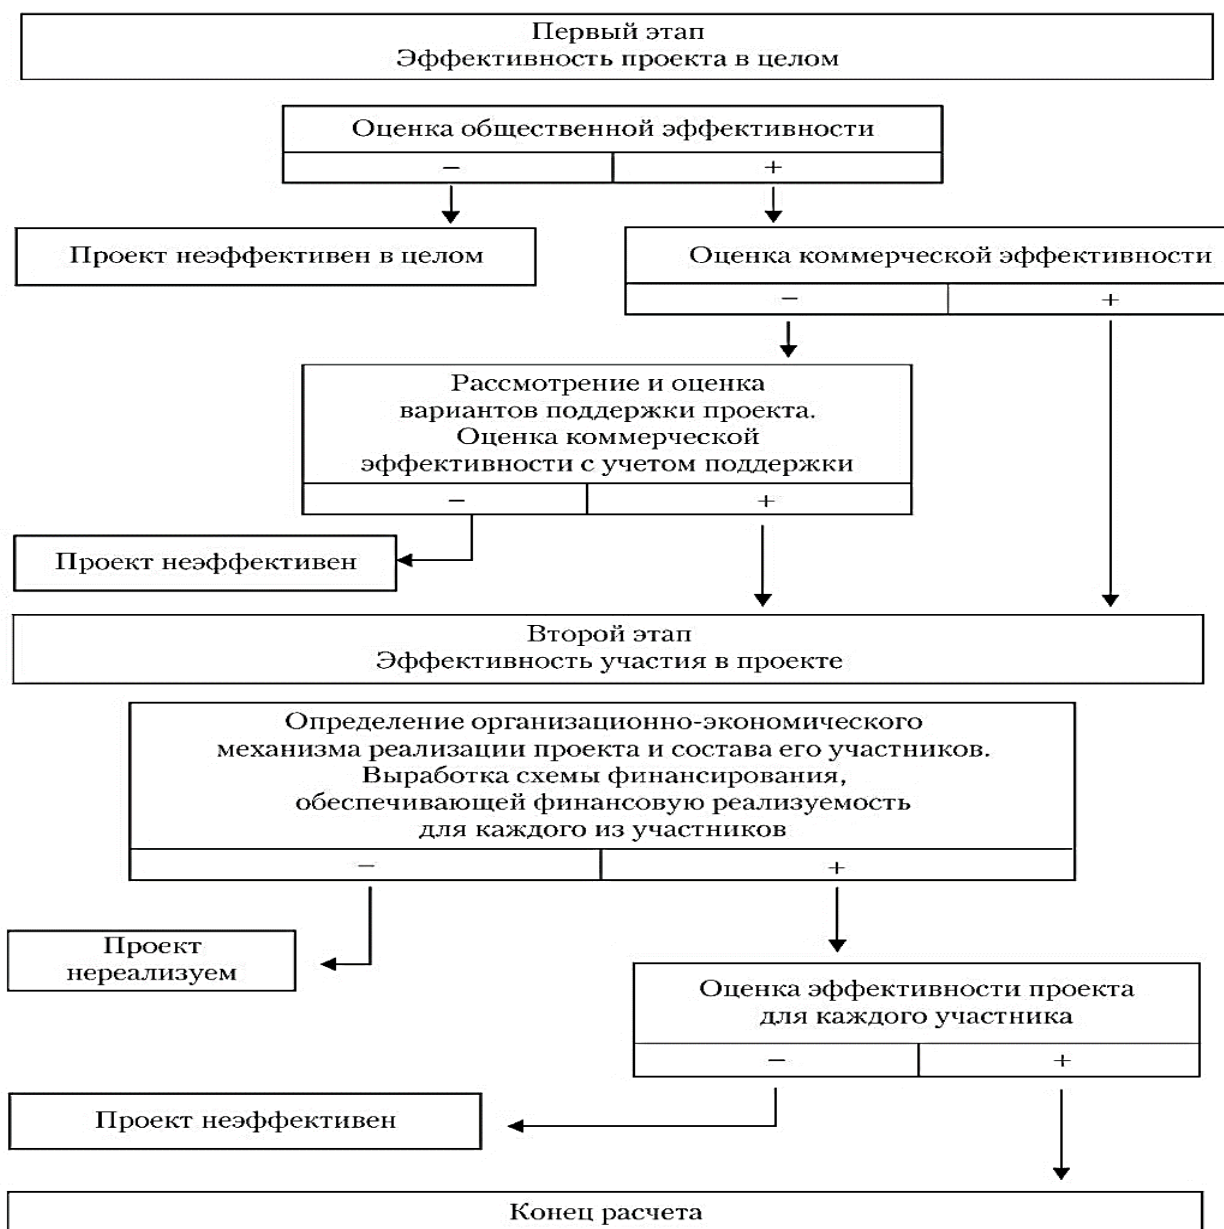 Первый этап
Эффективность проекта в целом
Оценка общественной эффективности
− +
Проект неэффективен в целом
Оценка коммерческой эффективности
− +
Рассмотрение и оценка
вариантов поддержки проекта.
Оценка коммерческой
эффективности с учетом поддержки
− +
Проект неэффективен
Второй этап
Эффективность участия в проекте
Определение организационно-экономического
механизма реализации проекта и состава его участников.
Выработка схемы финансирования,
обеспечивающей финансовую реализуемость
для каждого из участников
− +
Проект
нереализуем
Оценка эффективности проекта
для каждого участника
− +
Проект неэффективен
Конец расчета